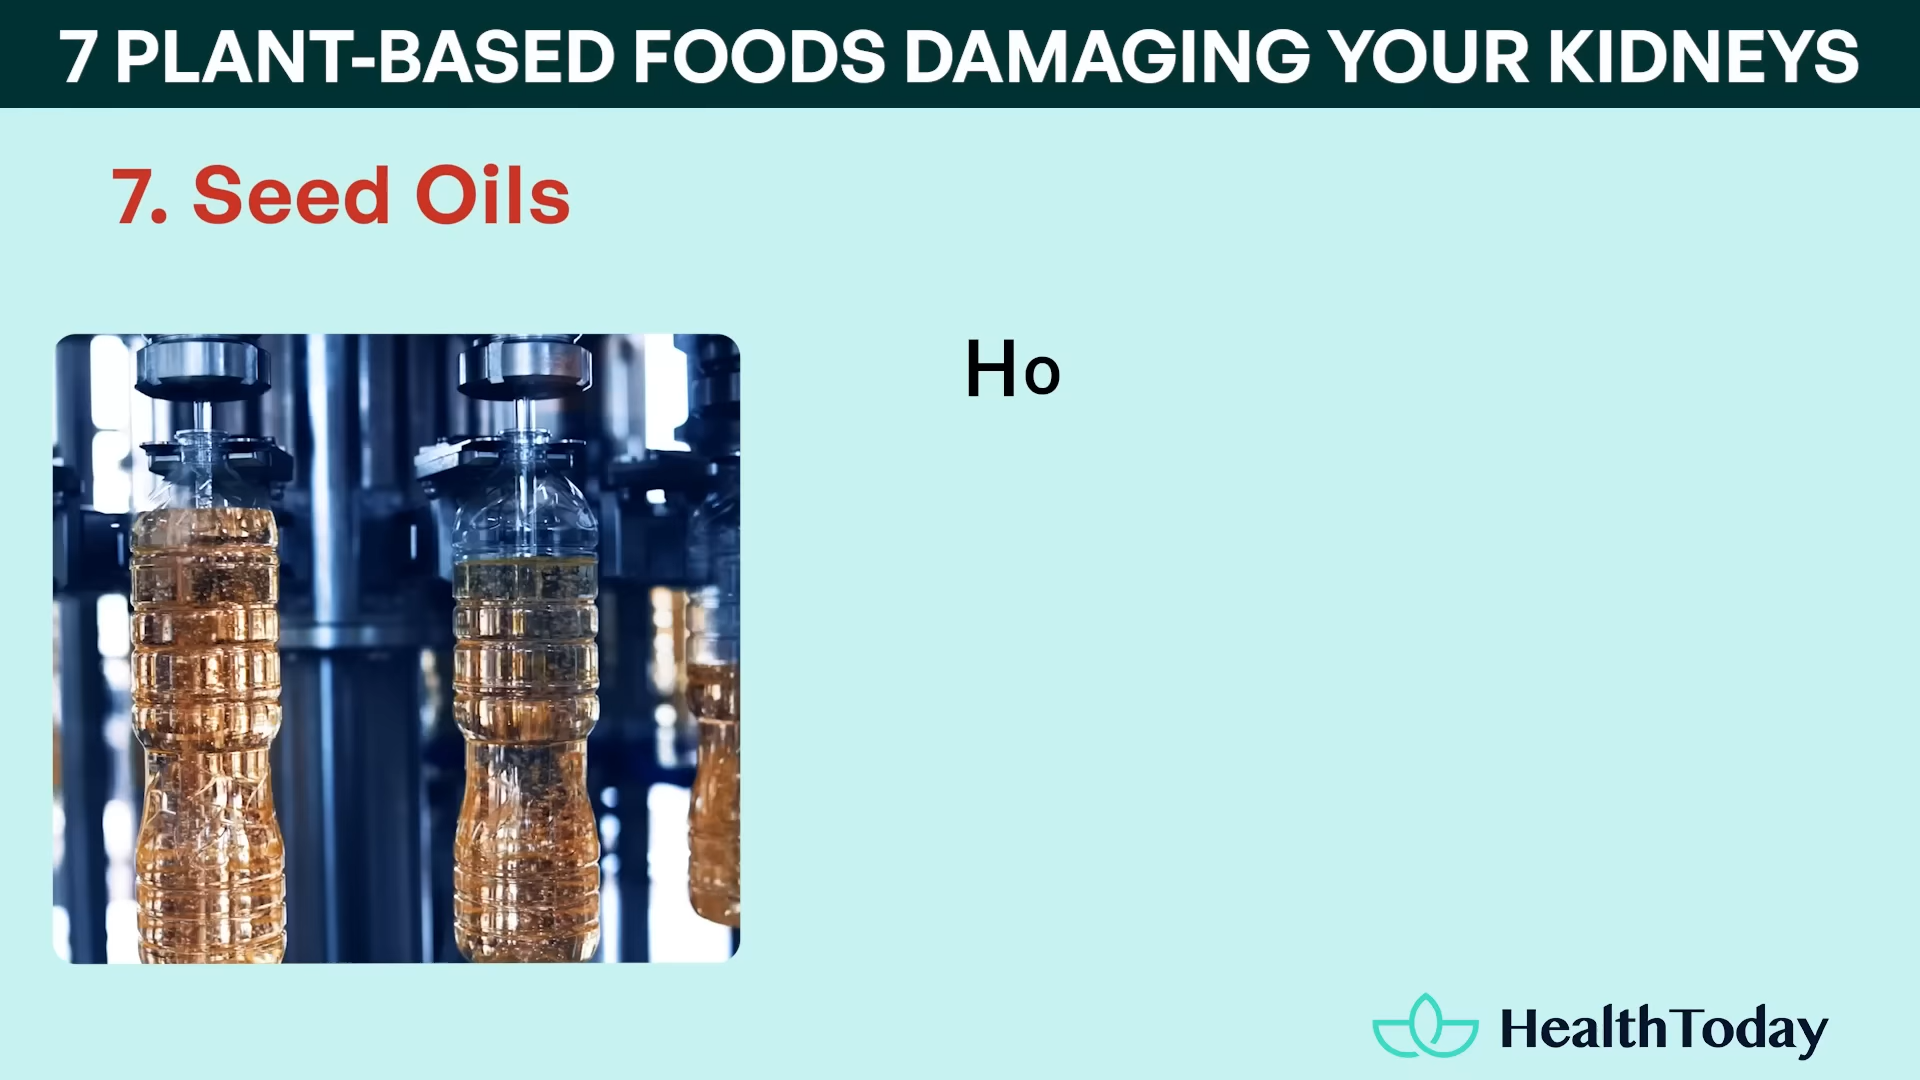 7 PLANT-BASED FOODS DAMAGING YOUR KIDNEYS
7. Seed Oils
Ho
HealthToday